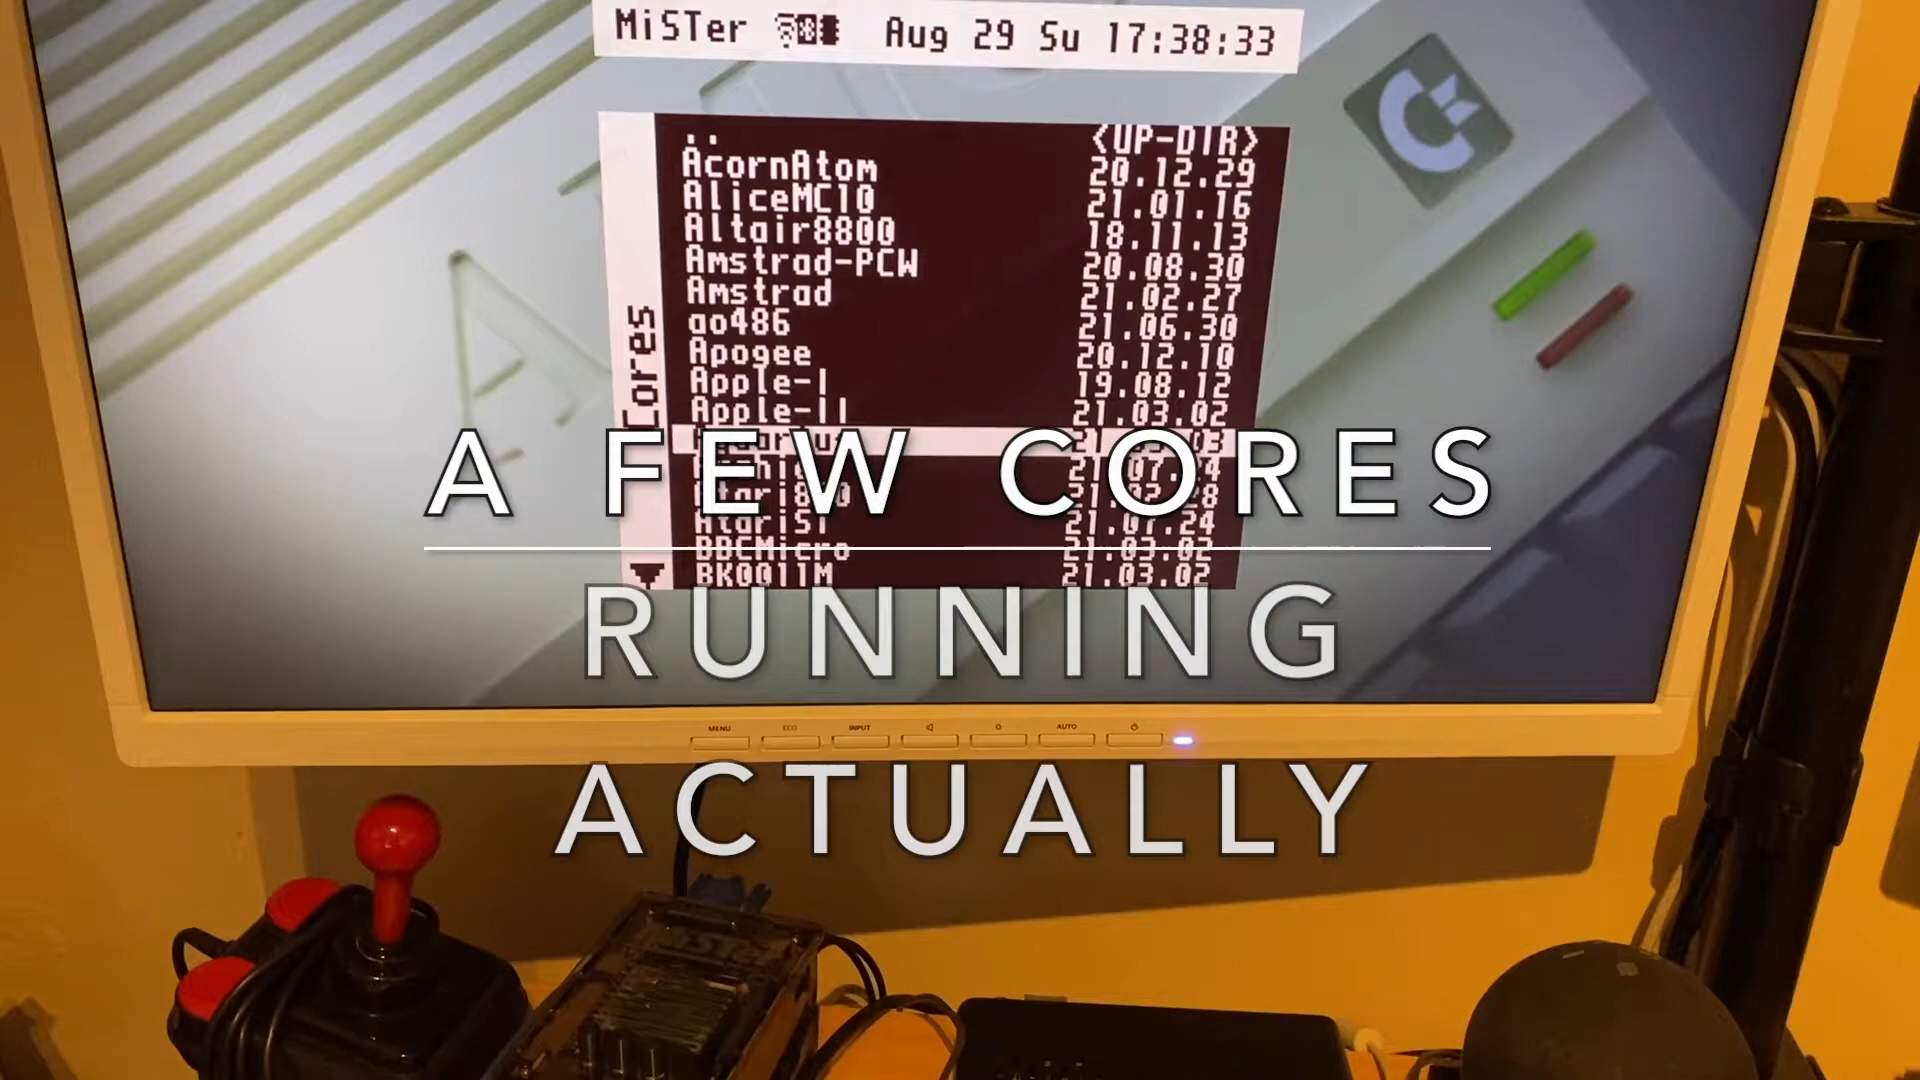 MiSTer Aug 29 Su 17:38:33
.. <UP-DIR>
AcornAtom 20.12.29
AliceMC10 21.01.16
Altair8800 18.11.13
Amstrad-PCW 20.08.30
Amstrad 21.02.27
ao486 21.06.30
Apogee 20.12.10
Apple-I 19.08.12
Apple-II 21.03.02
AtariST 21.07.24
BBCMicro 21.03.02
BK0011M 21.03.02
Cores
A FEW CORES
RUNNING
ACTUALLY
MENU ECO INPUT AUTO
MiSTer